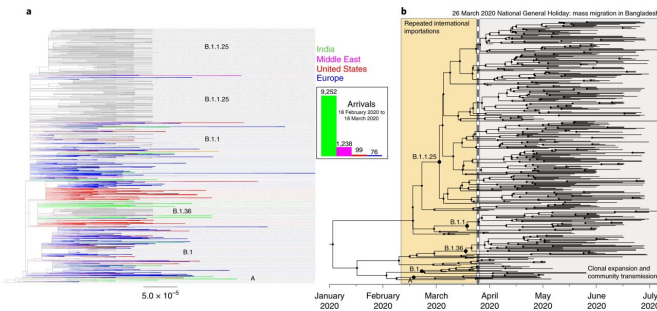 a
B.1.1.25
B.1.1.25
B.1.1
B.1.36
B.1
A
5.0 × 10⁻⁵
India
Middle East
United States
Europe
9,252
Arrivals
18 February 2020 to
18 March 2020
1,238
99
76
b
26 March 2020 National General Holiday: mass migration in Bangladesh
Repeated international
importations
B.1.1.25
B.1.1
B.1.36
B.1
A
Clonal expansion and
community transmission
January February March April May June July
2020 2020 2020 2020 2020 2020 2020